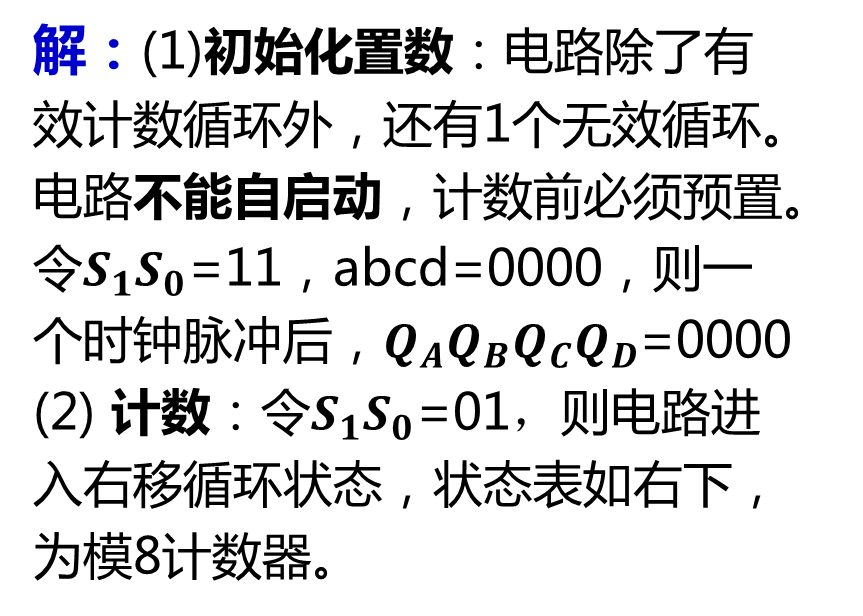 解：(1)初始化置数：电路除了有
效计数循环外，还有1个无效循环。
电路不能自启动，计数前必须预置。
令S₁S₀=11，abcd=0000，则一
个时钟脉冲后，Q_AQ_BQ_CQ_D=0000
(2) 计数：令S₁S₀=01，则电路进
入右移循环状态，状态表如右下，
为模8计数器。